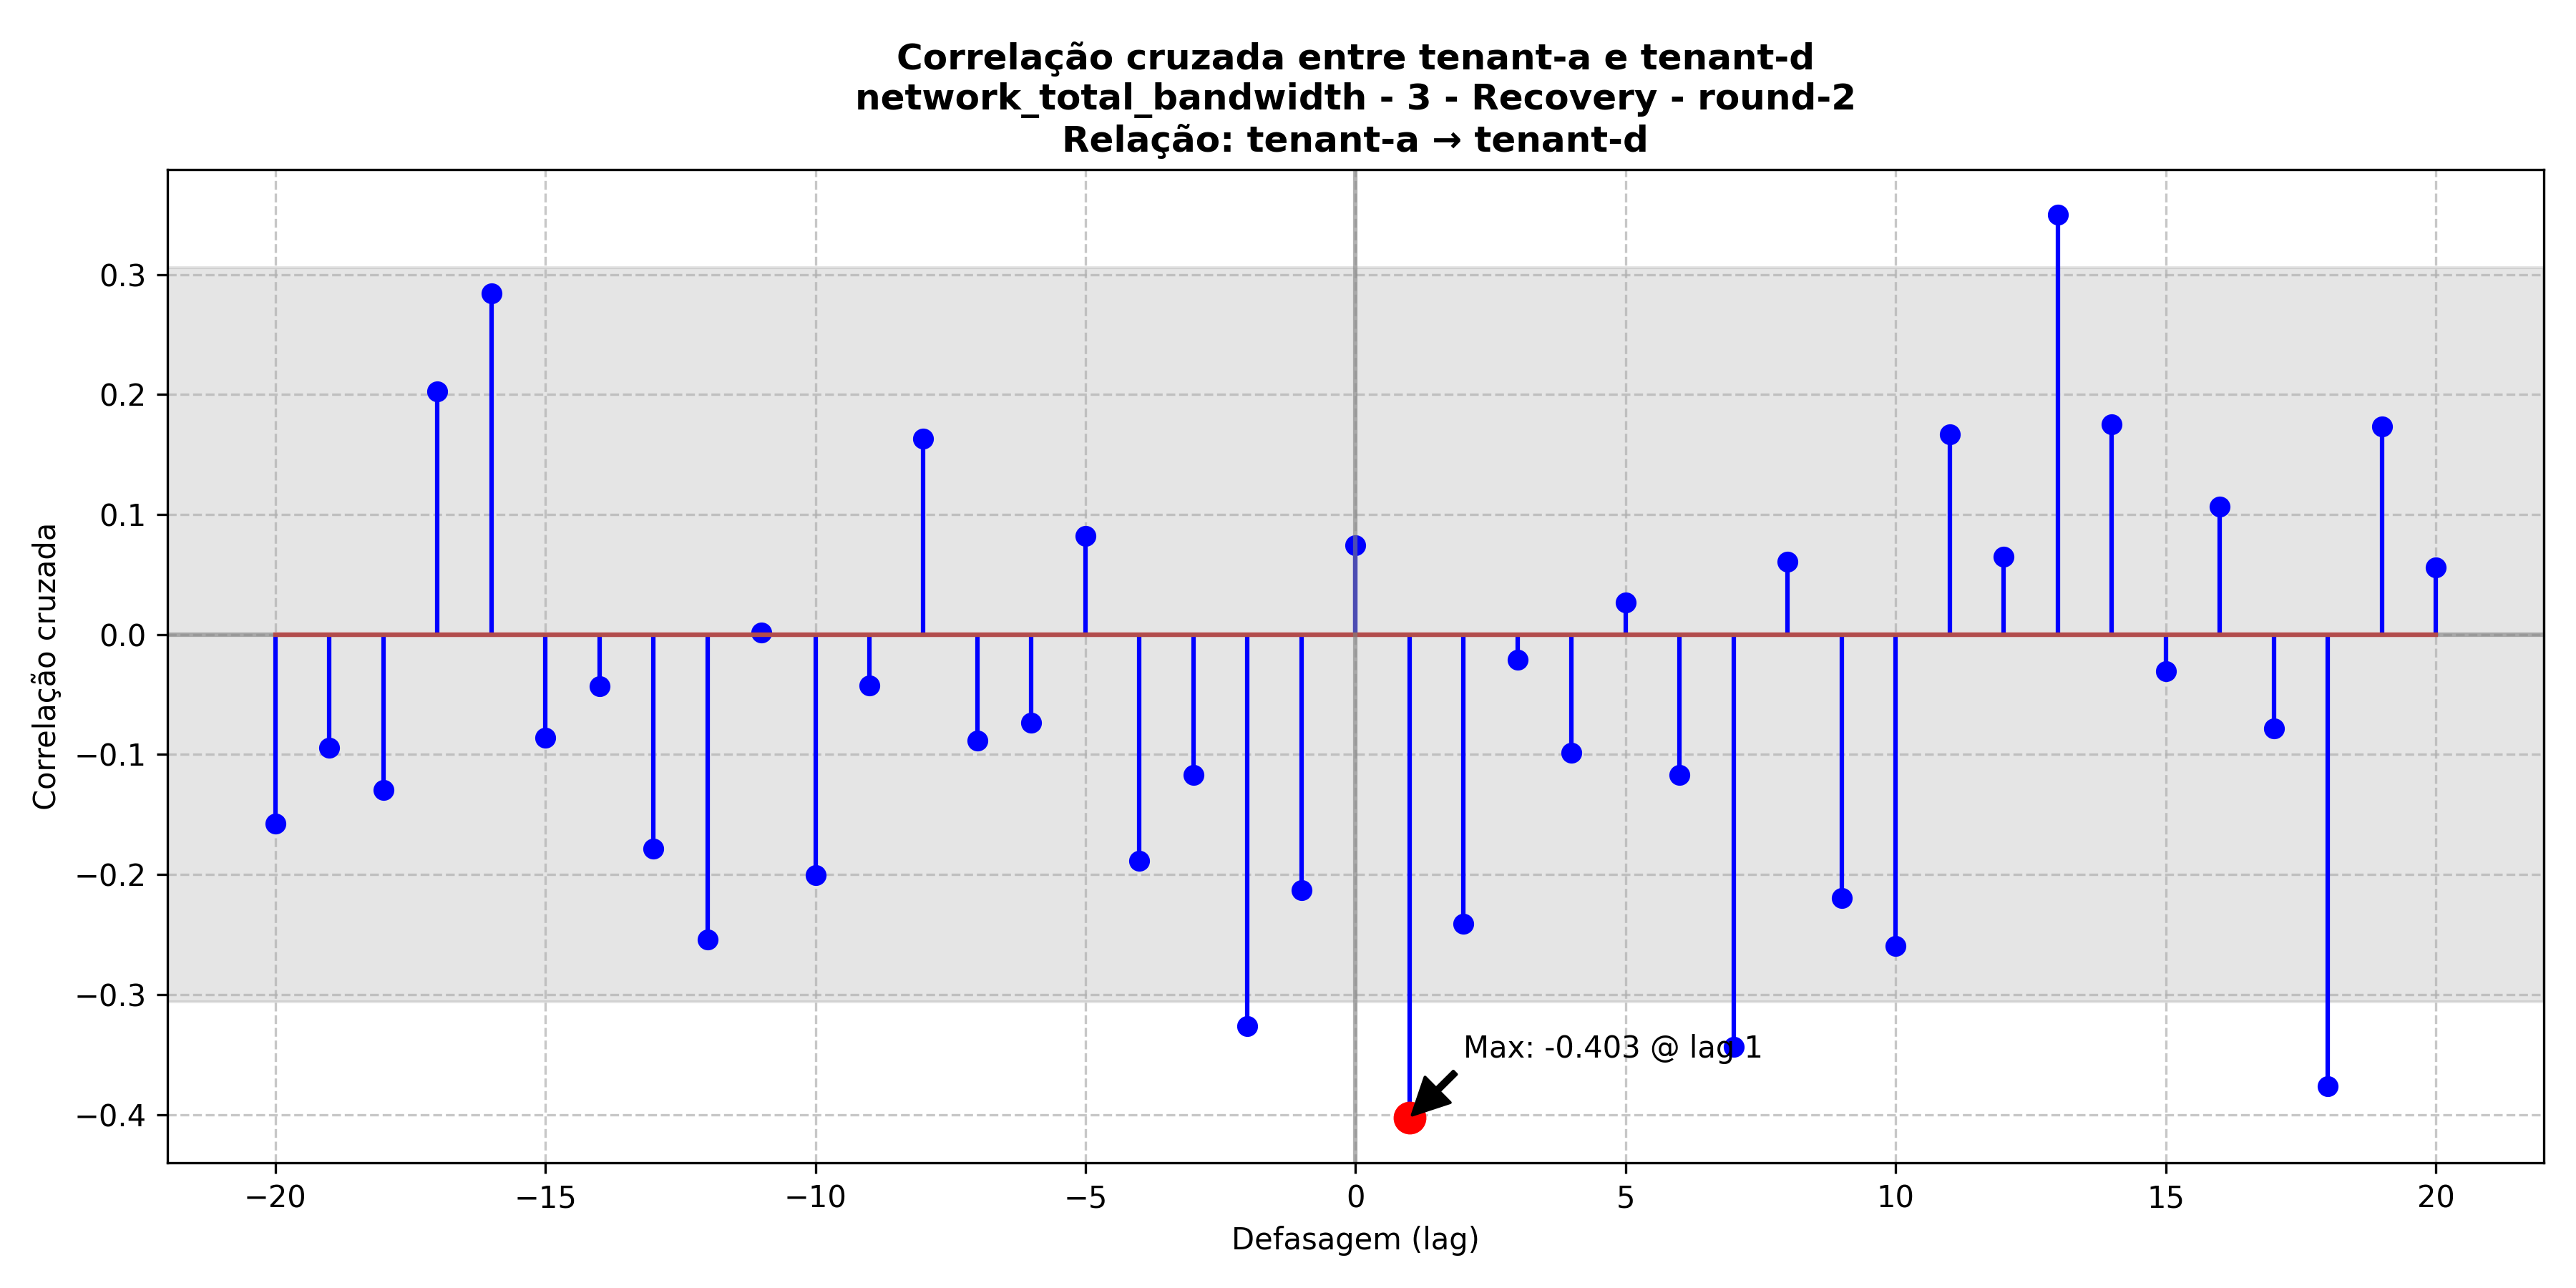 Correlação cruzada entre tenant-a e tenant-d
network_total_bandwidth - 3 - Recovery - round-2
Relação: tenant-a → tenant-d
Correlação cruzada
0.3
0.2
0.1
0.0
−0.1
−0.2
−0.3
−0.4
Max: -0.403 @ lag 1
−20 −15 −10 −5 0 5 10 15 20
Defasagem (lag)